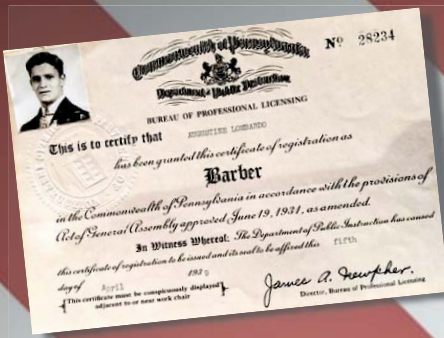 Commonwealth of Pennsylvania
Nº 28234
Department of Public Instruction
BUREAU OF PROFESSIONAL LICENSING
This is to certify that AUGUSTINE LOMBARDO
has been granted this certificate of registration as
Barber
in the Commonwealth of Pennsylvania in accordance with the provisions of
Act of General Assembly approved, June 19, 1931, as amended.
In Witness Whereof: The Department of Public Instruction has caused
this certificate of registration to be issued and its seal to be affixed this fifth
day of April 193
This certificate must be conspicuously displayed
adjacent to or near work chair
James A. Newpher.
Director, Bureau of Professional Licensing